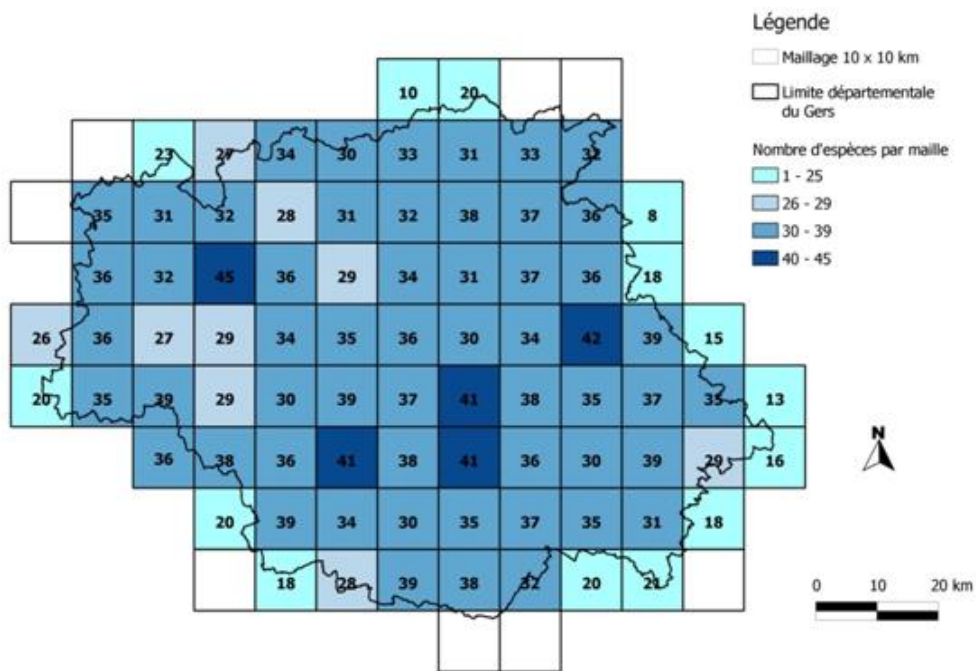 Légende
Maillage 10 x 10 km
Limite départementale
du Gers
Nombre d'espèces par maille
1 - 25
26 - 29
30 - 39
40 - 45
10 20
23 27 34 30 33 31 33 32
35 31 32 28 31 32 38 37 36 8
36 32 45 36 29 34 31 37 36 18
26 36 27 29 34 35 36 30 34 42 39 15
20 35 39 29 30 39 37 41 38 35 37 35 13
36 38 36 41 38 41 36 30 39 29 16
20 39 34 30 35 37 35 31 18
18 28 39 38 32 20 21
N
0 10 20 km